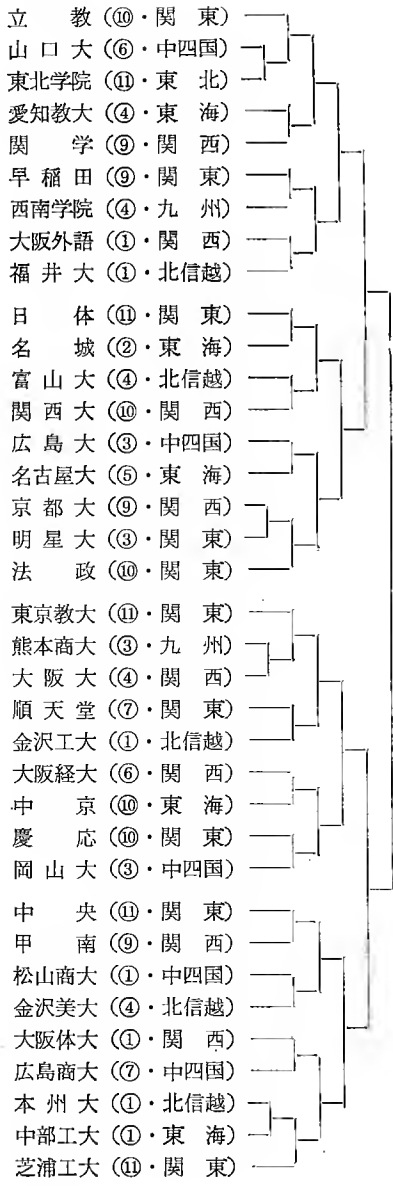 立教（⑩・関東）
山口大（⑥・中四国）
東北学院（⑪・東北）
愛知教大（④・東海）
関学（⑨・関西）
早稲田（⑨・関東）
西南学院（④・九州）
大阪外語（①・関西）
福井大（①・北信越）
日体（⑪・関東）
名城（②・東海）
富山大（④・北信越）
関西大（⑩・関西）
広島大（③・中四国）
名古屋大（⑤・東海）
京都大（⑨・関西）
明星大（③・関東）
法政（⑩・関東）
東京教大（⑪・関東）
熊本商大（③・九州）
大阪大（④・関西）
順天堂（⑦・関東）
金沢工大（①・北信越）
大阪経大（⑥・関西）
中京（⑩・東海）
慶応（⑩・関東）
岡山大（③・中四国）
中央（⑪・関東）
甲南（⑨・関西）
松山商大（①・中四国）
金沢美大（④・北信越）
大阪体大（①・関西）
広島商大（⑦・中四国）
本州大（①・北信越）
中部工大（①・東海）
芝浦工大（⑪・関東）